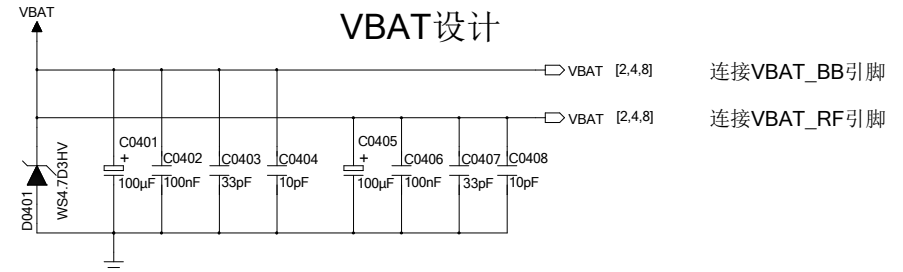 VBAT
VBAT设计
VBAT [2,4,8] 连接VBAT_BB引脚
VBAT [2,4,8] 连接VBAT_RF引脚
D0401
WS4.7D3HV
C0401
+
100μF
C0402
100nF
C0403
33pF
C0404
10pF
C0405
+
100μF
C0406
100nF
C0407
33pF
C0408
10pF